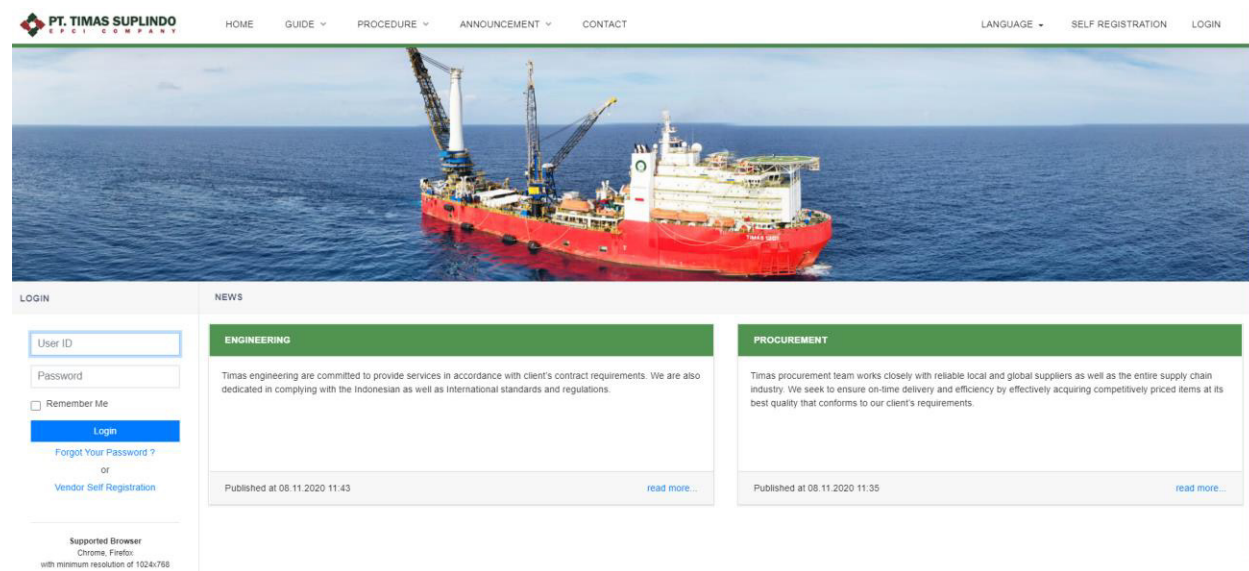 PT. TIMAS SUPLINDO
EPCI COMPANY
HOME GUIDE PROCEDURE ANNOUNCEMENT CONTACT LANGUAGE SELF REGISTRATION LOGIN
TIMAS 1201
LOGIN
NEWS
User ID
Password
Remember Me
Login
Forgot Your Password ?
or
Vendor Self Registration
Supported Browser
Chrome, Firefox
with minimum resolution of 1024x768
ENGINEERING
Timas engineering are committed to provide services in accordance with client's contract requirements. We are also
dedicated in complying with the Indonesian as well as International standards and regulations.
Published at 08.11.2020 11:43 read more...
PROCUREMENT
Timas procurement team works closely with reliable local and global suppliers as well as the entire supply chain
industry. We seek to ensure on-time delivery and efficiency by effectively acquiring competitively priced items at its
best quality that conforms to our client's requirements.
Published at 08.11.2020 11:35 read more...